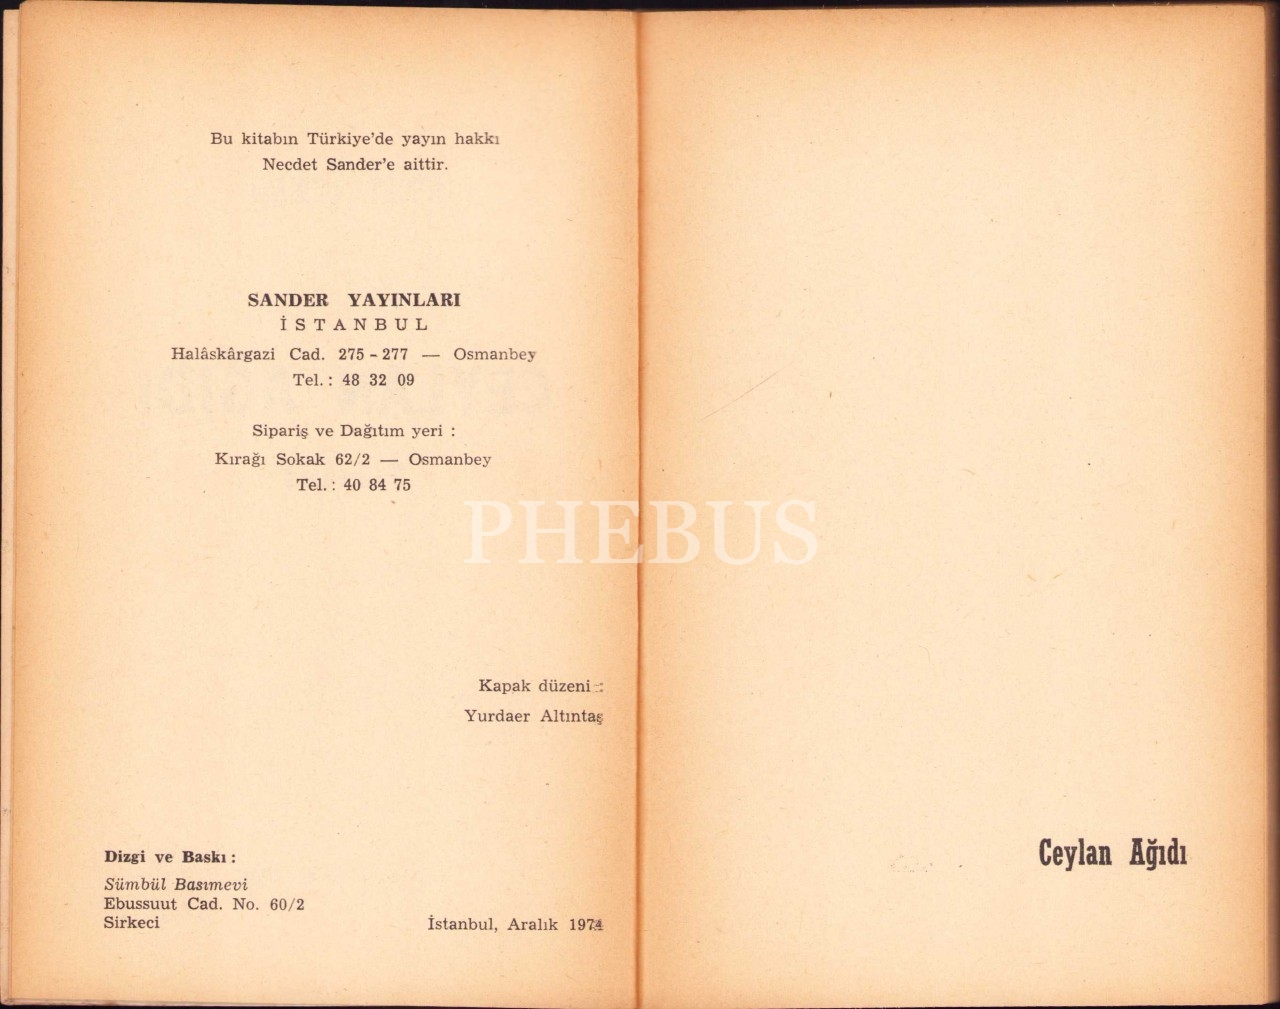 Bu kitabın Türkiye'de yayın hakkı
Necdet Sander'e aittir.
SANDER YAYINLARI
İSTANBUL
Halâskârgazi Cad. 275 - 277 — Osmanbey
Tel. : 48 32 09
Sipariş ve Dağıtım yeri :
Kırağı Sokak 62/2 — Osmanbey
Tel. : 40 84 75
PHEBUS
Kapak düzeni :
Yurdaer Altıntaş
Dizgi ve Baskı :
Sümbül Basımevi
Ebussuut Cad. No. 60/2
Sirkeci
İstanbul, Aralık 1974
Ceylan Ağıdı